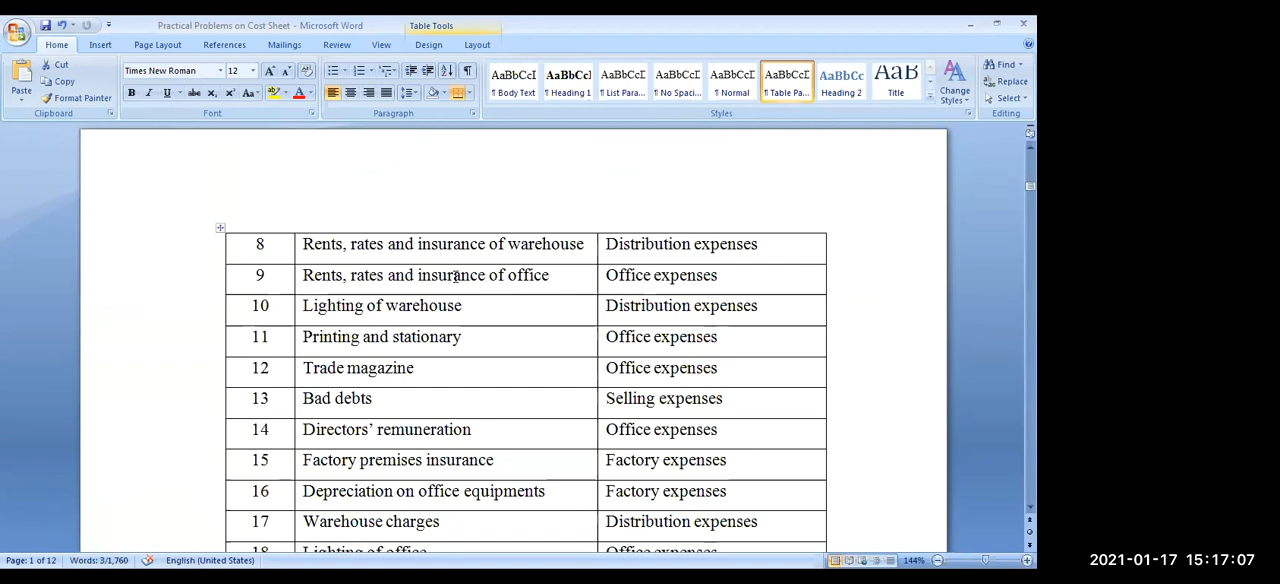 Practical Problems on Cost Sheet - Microsoft Word
Table Tools
Home Insert Page Layout References Mailings Review View Design Layout
Paste
Cut
Copy
Format Painter
Clipboard
Times New Roman 12
Font
Paragraph
AaBbCcI AaBbCcI AaBbCcI AaBbCcI AaBbCcI AaBbCcI AaBbCc AaB
¶ Body Text ¶ Heading 1 ¶ List Para... ¶ No Spaci... ¶ Normal ¶ Table Pa... ¶ Heading 2 Title
Change Styles
Styles
Find
Replace
Select
Editing
8 Rents, rates and insurance of warehouse Distribution expenses
9 Rents, rates and insurance of office Office expenses
10 Lighting of warehouse Distribution expenses
11 Printing and stationary Office expenses
12 Trade magazine Office expenses
13 Bad debts Selling expenses
14 Directors’ remuneration Office expenses
15 Factory premises insurance Factory expenses
16 Depreciation on office equipments Factory expenses
17 Warehouse charges Distribution expenses
18 Lighting of office Office expenses
Page: 1 of 12 Words: 3/1,760 English (United States) 144%
2021-01-17 15:17:07